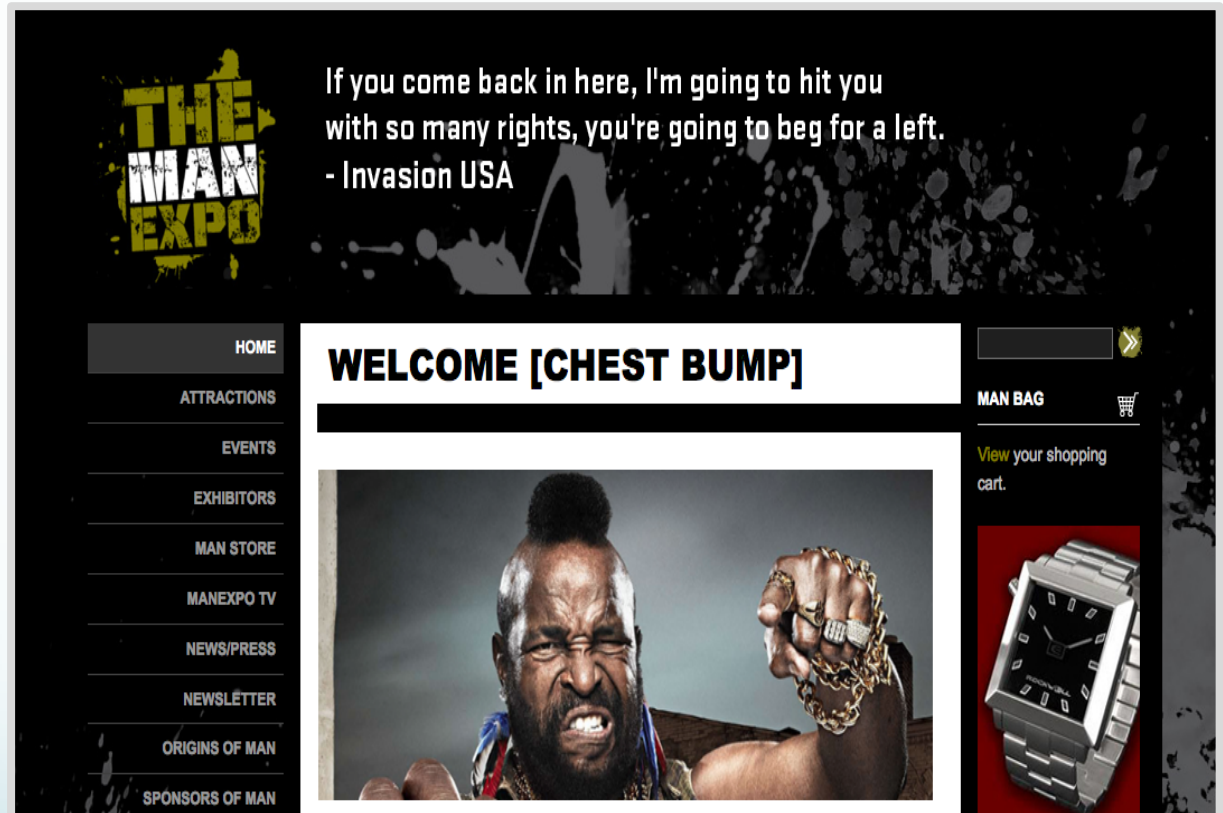 THE
MAN
EXPO
If you come back in here, I'm going to hit you
with so many rights, you're going to beg for a left.
- Invasion USA
HOME
ATTRACTIONS
EVENTS
EXHIBITORS
MAN STORE
MANEXPO TV
NEWS/PRESS
NEWSLETTER
ORIGINS OF MAN
SPONSORS OF MAN
WELCOME [CHEST BUMP]
MAN BAG
View your shopping
cart.